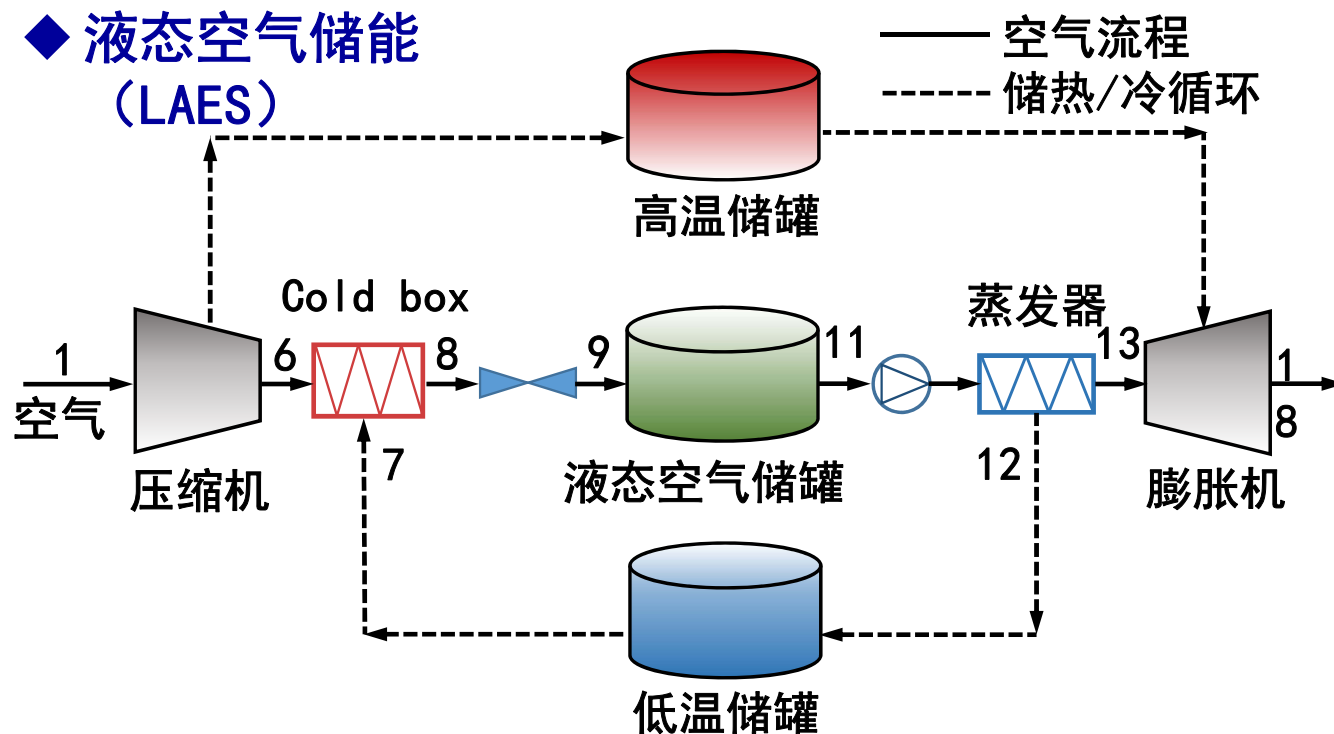 液态空气储能
（LAES）
空气流程
储热/冷循环
高温储罐
Cold box
蒸发器
1
6
8
9
11
13
1
8
空气
压缩机
7
液态空气储罐
12
膨胀机
低温储罐